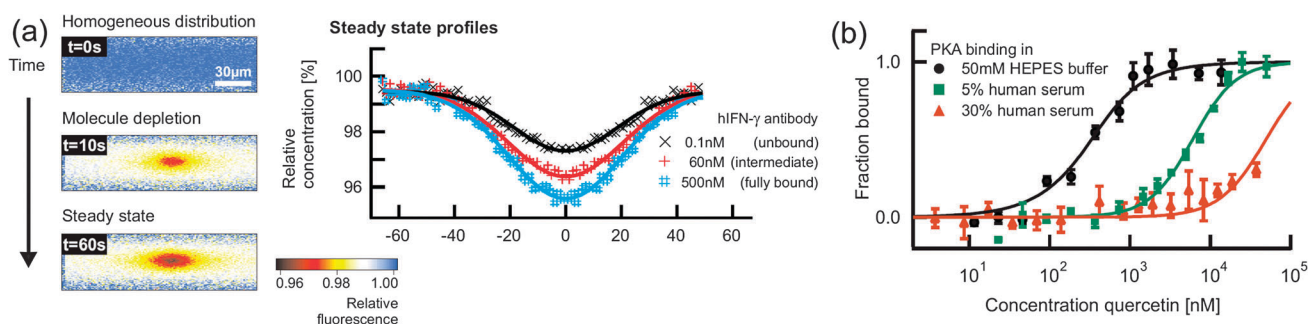 (a)
Homogeneous distribution
Time
t=0s
30µm
Molecule depletion
t=10s
Steady state
t=60s
0.96 0.98 1.00
Relative
fluorescence
Steady state profiles
Relative
concentration [%]
100
98
96
hIFN-γ antibody
0.1nM (unbound)
60nM (intermediate)
500nM (fully bound)
-60 -40 -20 0 20 40 60
(b)
Fraction bound
1.0
0.0
PKA binding in
50mM HEPES buffer
5% human serum
30% human serum
10¹ 10² 10³ 10⁴ 10⁵
Concentration quercetin [nM]